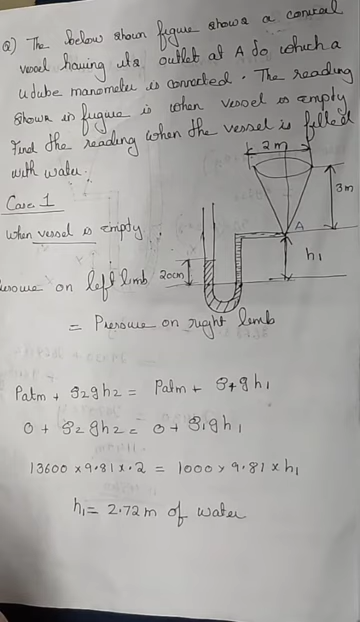 Q) The below shown figure shows a conical
vessel having its outlet at A to which a
U tube manometer is connected. The reading
shown in fugure is when vessel is empty
Find the reading when the vessel is filled
with water.
2m
3m
A
h1
20cm
Case 1
When vessel is empty
on left limb
= Pressure on right limb
Patm + ρ2gh2 = Patm + ρ1gh1
0 + ρ2gh2 = 0 + ρ1gh1
13600 × 9.81 × .2 = 1000 × 9.81 × h1
h1 = 2.72m of water